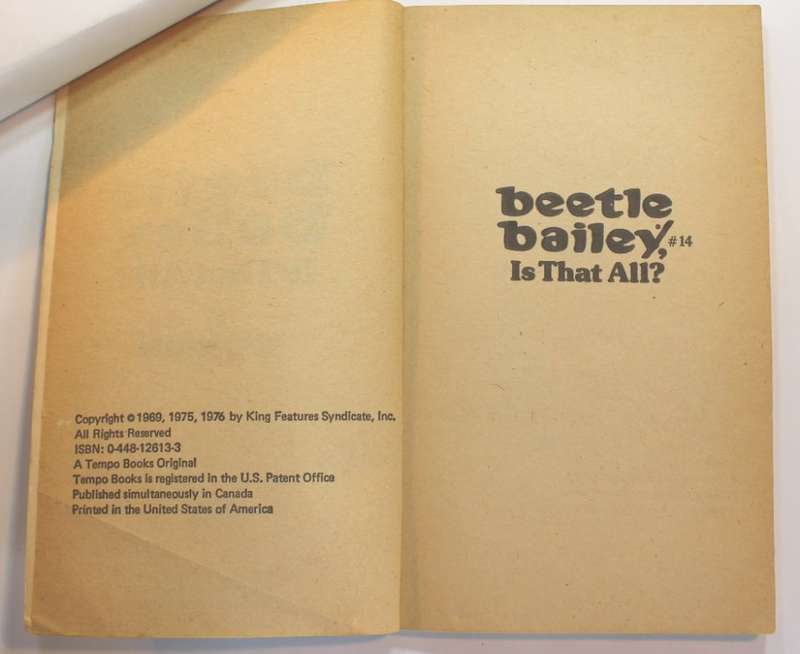 Copyright © 1969, 1975, 1976 by King Features Syndicate, Inc.
All Rights Reserved
ISBN: 0-448-12613-3
A Tempo Books Original
Tempo Books is registered in the U.S. Patent Office
Published simultaneously in Canada
Printed in the United States of America
beetle
bailey, #14
Is That All?